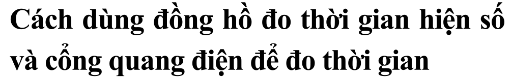 Cách dùng đồng hồ đo thời gian hiện số
và cổng quang điện để đo thời gian